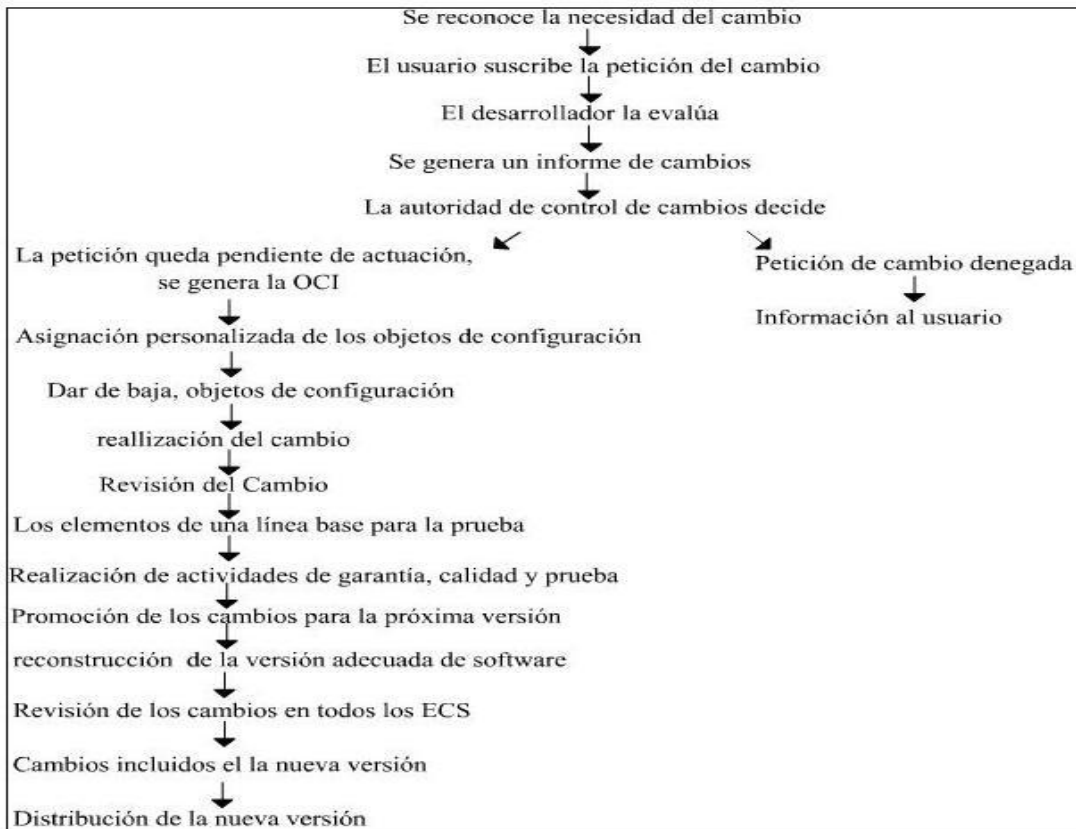 Se reconoce la necesidad del cambio
El usuario suscribe la petición del cambio
El desarrollador la evalúa
Se genera un informe de cambios
La autoridad de control de cambios decide
La petición queda pendiente de actuación,
se genera la OCI
Petición de cambio denegada
Información al usuario
Asignación personalizada de los objetos de configuración
Dar de baja, objetos de configuración
reallización del cambio
Revisión del Cambio
Los elementos de una línea base para la prueba
Realización de actividades de garantía, calidad y prueba
Promoción de los cambios para la próxima versión
reconstrucción de la versión adecuada de software
Revisión de los cambios en todos los ECS
Cambios incluidos el la nueva versión
Distribución de la nueva versión